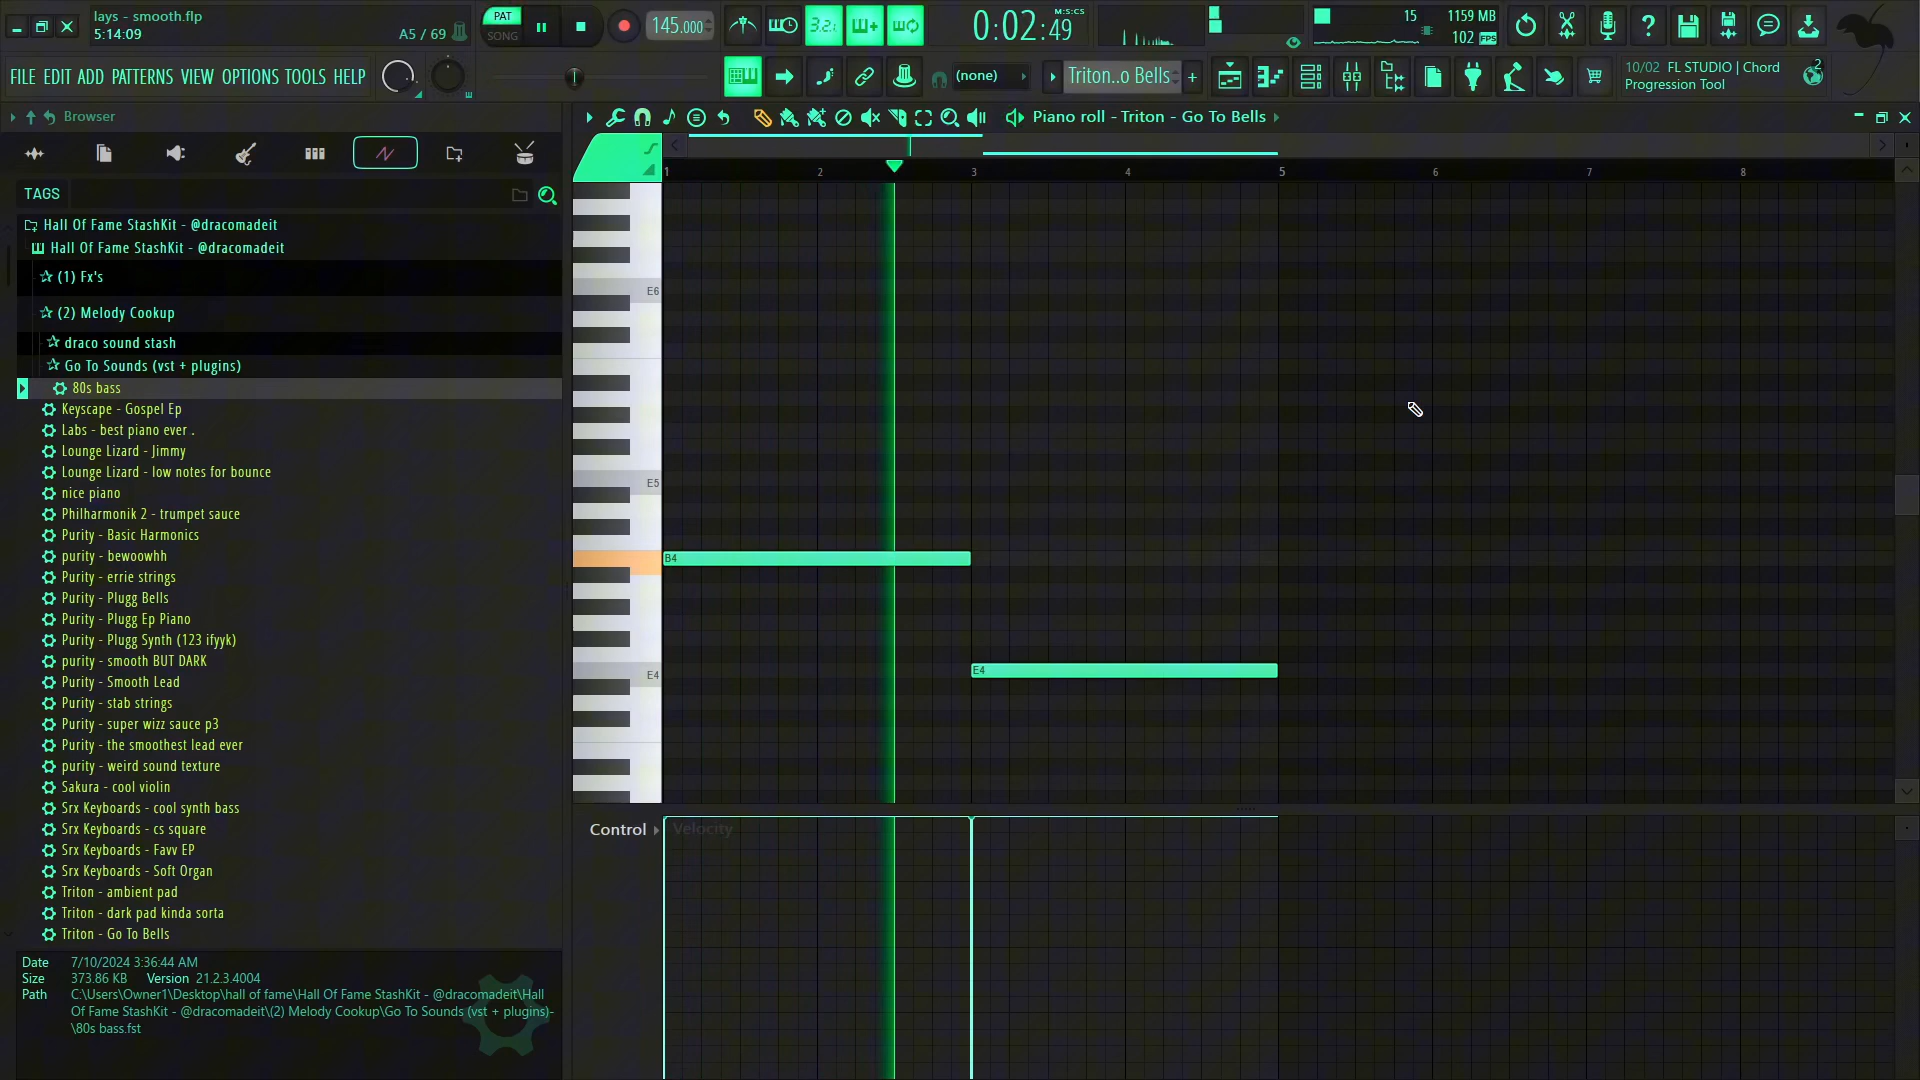 lays - smooth.flp
5:14:09
A5 / 69
PAT
SONG
145.000
3.2.
0:02:49
M:S:CS
15
1159 MB
102 FPS
FILE EDIT ADD PATTERNS VIEW OPTIONS TOOLS HELP
(none)
Triton..o Bells
10/02 FL STUDIO | Chord
Progression Tool
2
Browser
Piano roll - Triton - Go To Bells
TAGS
1 2 3 4 5 6 7 8
Hall Of Fame StashKit - @dracomadeit
Hall Of Fame StashKit - @dracomadeit
(1) Fx's
(2) Melody Cookup
draco sound stash
Go To Sounds (vst + plugins)
80s bass
Keyscape - Gospel Ep
Labs - best piano ever .
Lounge Lizard - Jimmy
Lounge Lizard - low notes for bounce
nice piano
Philharmonik 2 - trumpet sauce
Purity - Basic Harmonics
purity - bewoowhh
Purity - errie strings
Purity - Plugg Bells
Purity - Plugg Ep Piano
Purity - Plugg Synth (123 ifyyk)
purity - smooth BUT DARK
Purity - Smooth Lead
Purity - stab strings
Purity - super wizz sauce p3
Purity - the smoothest lead ever
purity - weird sound texture
Sakura - cool violin
Srx Keyboards - cool synth bass
Srx Keyboards - cs square
Srx Keyboards - Favv EP
Srx Keyboards - Soft Organ
Triton - ambient pad
Triton - dark pad kinda sorta
Triton - Go To Bells
Date 7/10/2024 3:36:44 AM
Size 373.86 KB Version 21.2.3.4004
Path C:\Users\Owner1\Desktop\hall of fame\Hall Of Fame StashKit - @dracomadeit\Hall
Of Fame StashKit - @dracomadeit\(2) Melody Cookup\Go To Sounds (vst + plugins)-
\80s bass.fst
E6
E5
B4
E4
E4
Control
Velocity